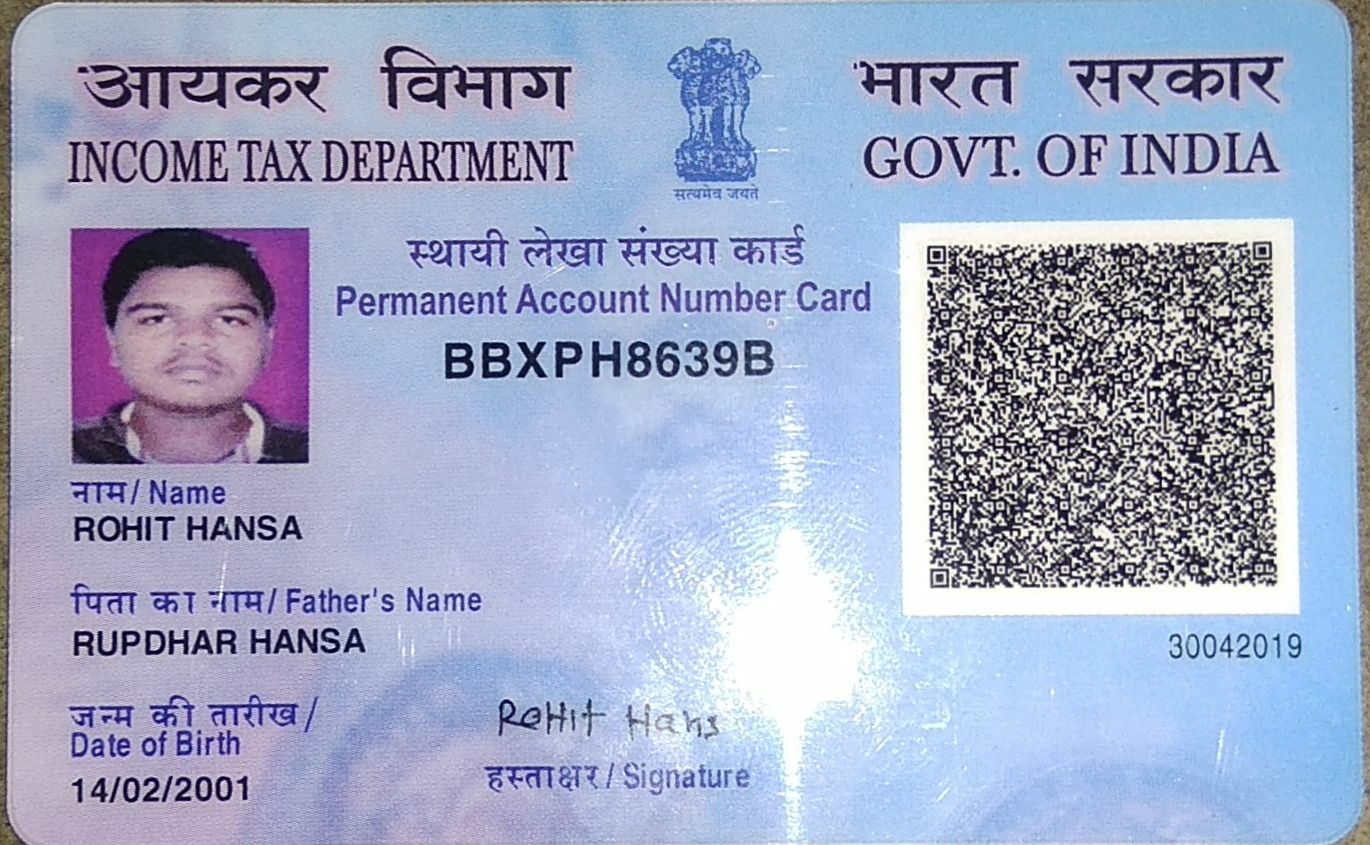 आयकर विभाग
INCOME TAX DEPARTMENT
सत्यमेव जयते
भारत सरकार
GOVT. OF INDIA
स्थायी लेखा संख्या कार्ड
Permanent Account Number Card
BBXPH8639B
नाम / Name
ROHIT HANSA
पिता का नाम / Father's Name
RUPDHAR HANSA
30042019
जन्म की तारीख /
Date of Birth
14/02/2001
RoHit Hans
हस्ताक्षर / Signature